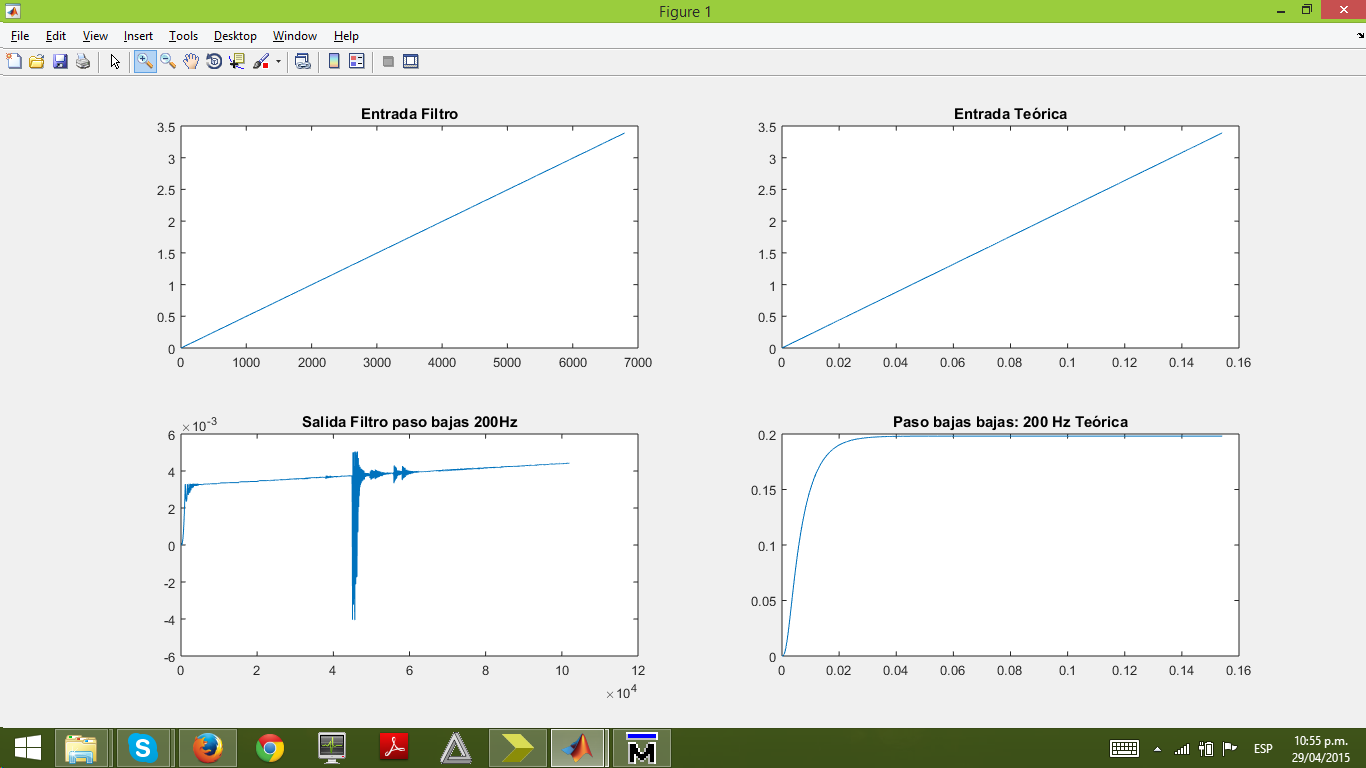 Figure 1
File Edit View Insert Tools Desktop Window Help
Entrada Filtro
3.5
3
2.5
2
1.5
1
0.5
0
0 1000 2000 3000 4000 5000 6000 7000
Entrada Teórica
3.5
3
2.5
2
1.5
1
0.5
0
0 0.02 0.04 0.06 0.08 0.1 0.12 0.14 0.16
Salida Filtro paso bajas 200Hz
×10-3
6
4
2
0
-2
-4
-6
0 2 4 6 8 10 12
×104
Paso bajas bajas: 200 Hz Teórica
0.2
0.15
0.1
0.05
0
0 0.02 0.04 0.06 0.08 0.1 0.12 0.14 0.16
ESP
10:55 p.m.
29/04/2015